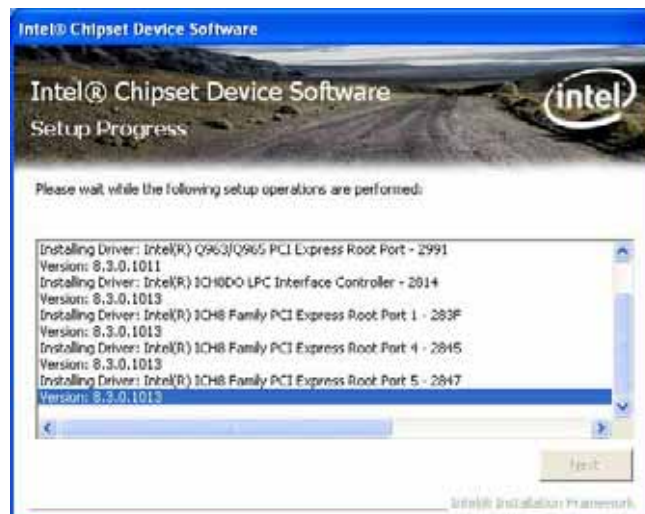 Intel® Chipset Device Software
Intel® Chipset Device Software
intel
Setup Progress
Please wait while the following setup operations are performed:
Installing Driver: Intel(R) Q963/Q965 PCI Express Root Port - 2991
Version: 8.3.0.1011
Installing Driver: Intel(R) ICH8DO LPC Interface Controller - 2814
Version: 8.3.0.1013
Installing Driver: Intel(R) ICH8 Family PCI Express Root Port 1 - 283F
Version: 8.3.0.1013
Installing Driver: Intel(R) ICH8 Family PCI Express Root Port 4 - 2845
Version: 8.3.0.1013
Installing Driver: Intel(R) ICH8 Family PCI Express Root Port 5 - 2847
Version: 8.3.0.1013
Next
Intel® Installation Framework